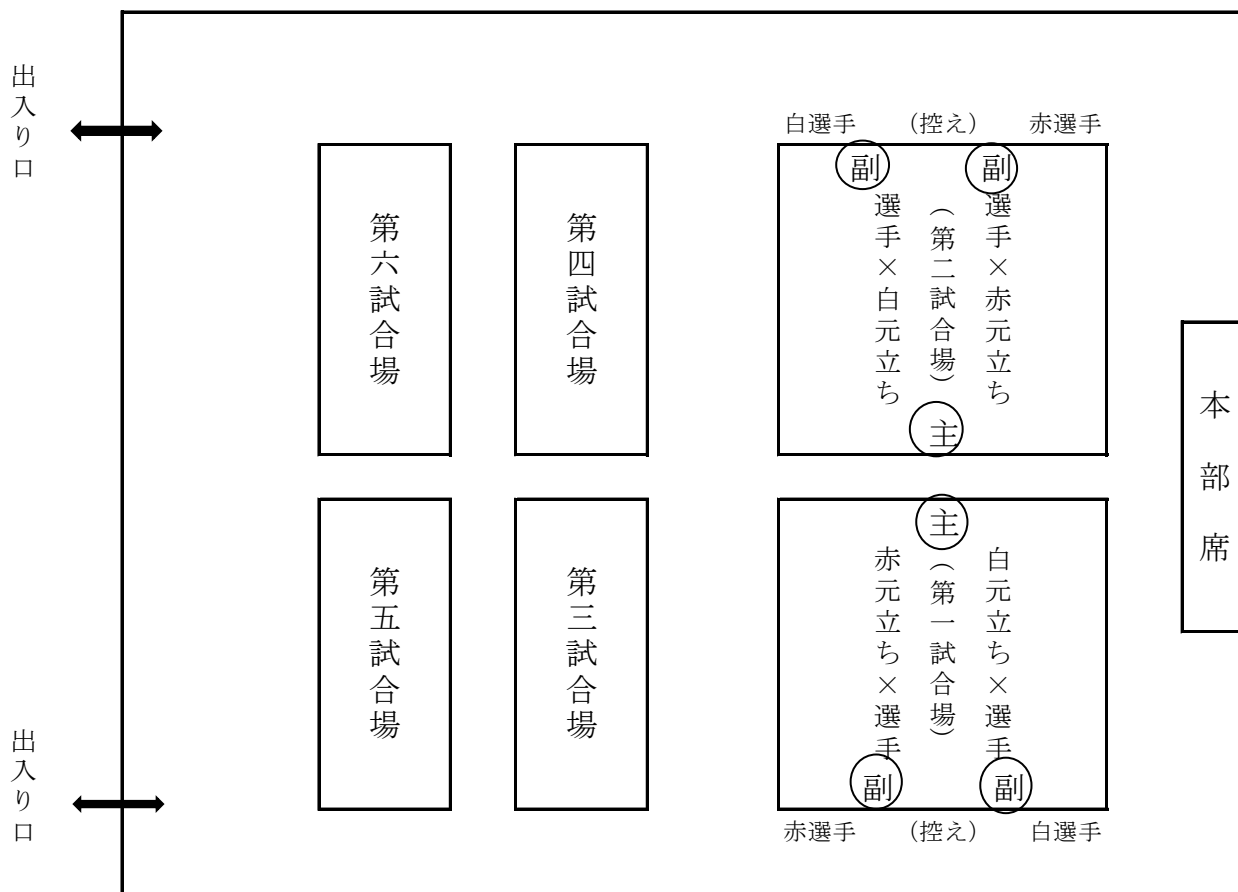 出入り口
白選手
(控え)
赤選手
副
副
選手×赤元立ち
(第二試合場)
選手×白元立ち
主
第四試合場
第六試合場
本部席
主
白元立ち×選手
(第一試合場)
赤元立ち×選手
副
副
第三試合場
第五試合場
赤選手
(控え)
白選手
出入り口